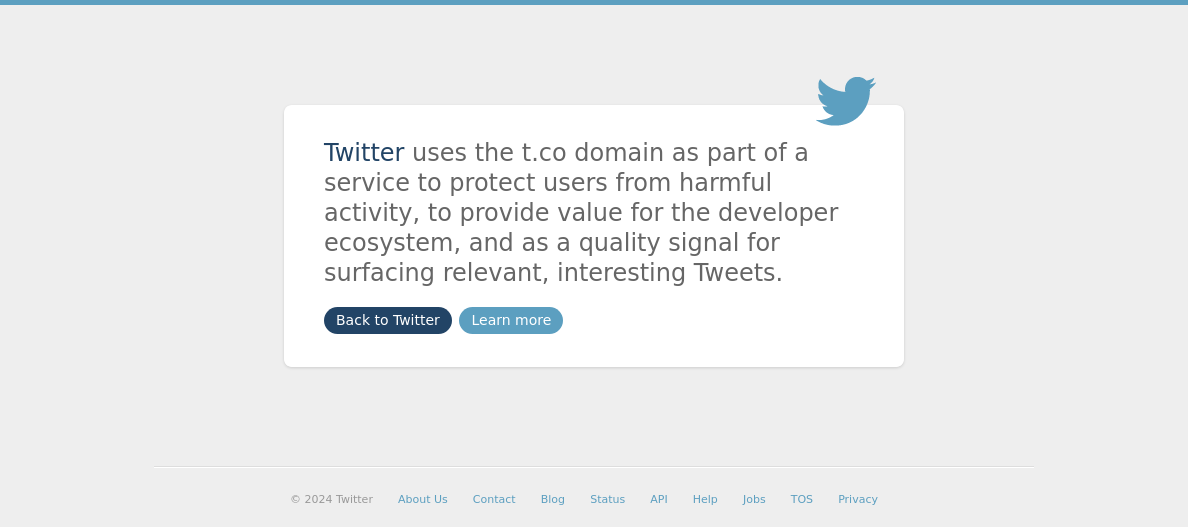 Twitter uses the t.co domain as part of a
service to protect users from harmful
activity, to provide value for the developer
ecosystem, and as a quality signal for
surfacing relevant, interesting Tweets.
Back to Twitter Learn more
© 2024 Twitter About Us Contact Blog Status API Help Jobs TOS Privacy